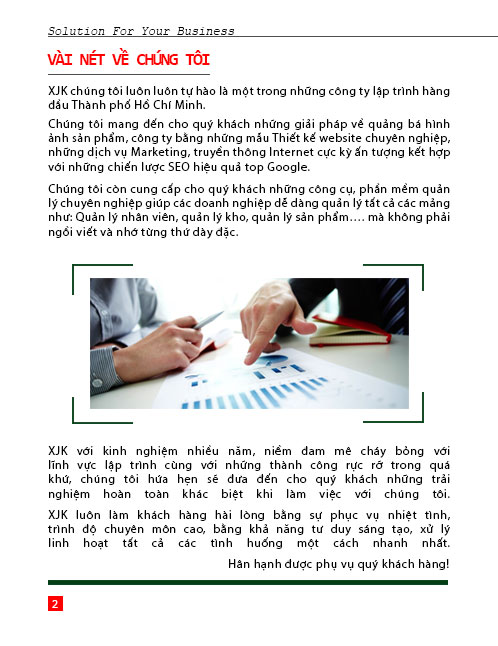 Solution For Your Business
VÀI NÉT VỀ CHÚNG TÔI
XJK chúng tôi luôn luôn tự hào là một trong những công ty lập trình hàng
đầu Thành phố Hồ Chí Minh.
Chúng tôi mang đến cho quý khách những giải pháp về quảng bá hình
ảnh sản phẩm, công ty bằng những mẫu Thiết kế website chuyên nghiệp,
những dịch vụ Marketing, truyền thông Internet cực kỳ ấn tượng kết hợp
với những chiến lược SEO hiệu quả top Google.
Chúng tôi còn cung cấp cho quý khách những công cụ, phần mềm quản
lý chuyên nghiệp giúp các doanh nghiệp dễ dàng quản lý tất cả các mảng
như: Quản lý nhân viên, quản lý kho, quản lý sản phẩm…. mà không phải
ngồi viết và nhớ từng thứ dày đặc.
XJK với kinh nghiệm nhiều năm, niềm đam mê cháy bỏng với
lĩnh vực lập trình cùng với những thành công rực rỡ trong quá
khứ, chúng tôi hứa hẹn sẽ đưa đến cho quý khách những trải
nghiệm hoàn toàn khác biệt khi làm việc với chúng tôi.
XJK luôn làm khách hàng hài lòng bằng sự phục vụ nhiệt tình,
trình độ chuyên môn cao, bằng khả năng tư duy sáng tạo, xử lý
linh hoạt tất cả các tình huống một cách nhanh nhất.
Hân hạnh được phụ vụ quý khách hàng!
2